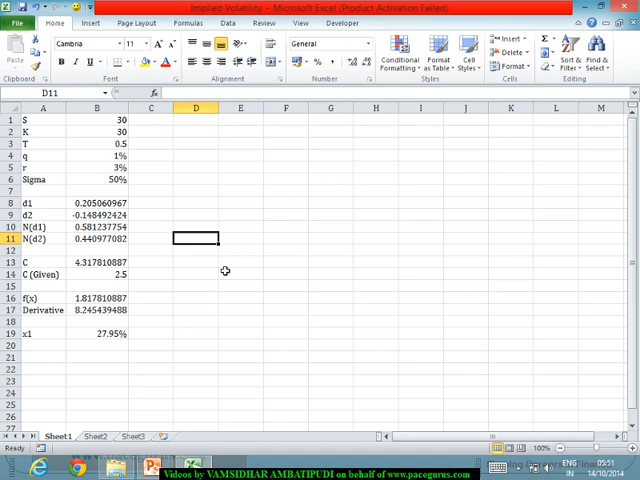 Implied Volatility - Microsoft Excel (Product Activation Failed)
File Home Insert Page Layout Formulas Data Review View Developer
Cambria 11 A A General Insert Σ
Paste B I U $ % , Conditional Formatting Format as Table Cell Styles Delete Format Sort & Filter Find & Select
Clipboard Font Alignment Number Styles Cells Editing
D11 fx
A B C D E F G H I J K L M
1 S 30
2 K 30
3 T 0.5
4 q 1%
5 r 3%
6 Sigma 50%
7
8 d1 0.205060967
9 d2 -0.148492424
10 N(d1) 0.581237754
11 N(d2) 0.440977082
12
13 C 4.317810887
14 C (Given) 2.5
15
16 f(x) 1.817810887
17 Derivative 8.245439488
18
19 x1 27.95%
20
21
22
23
24
25
26
27
Sheet1 Sheet2 Sheet3
Ready 100%
ENG 05:51
IN 14/10/2014
Videos by VAMSIDHAR AMBATIPUDI on behalf of www.pacegurus.com